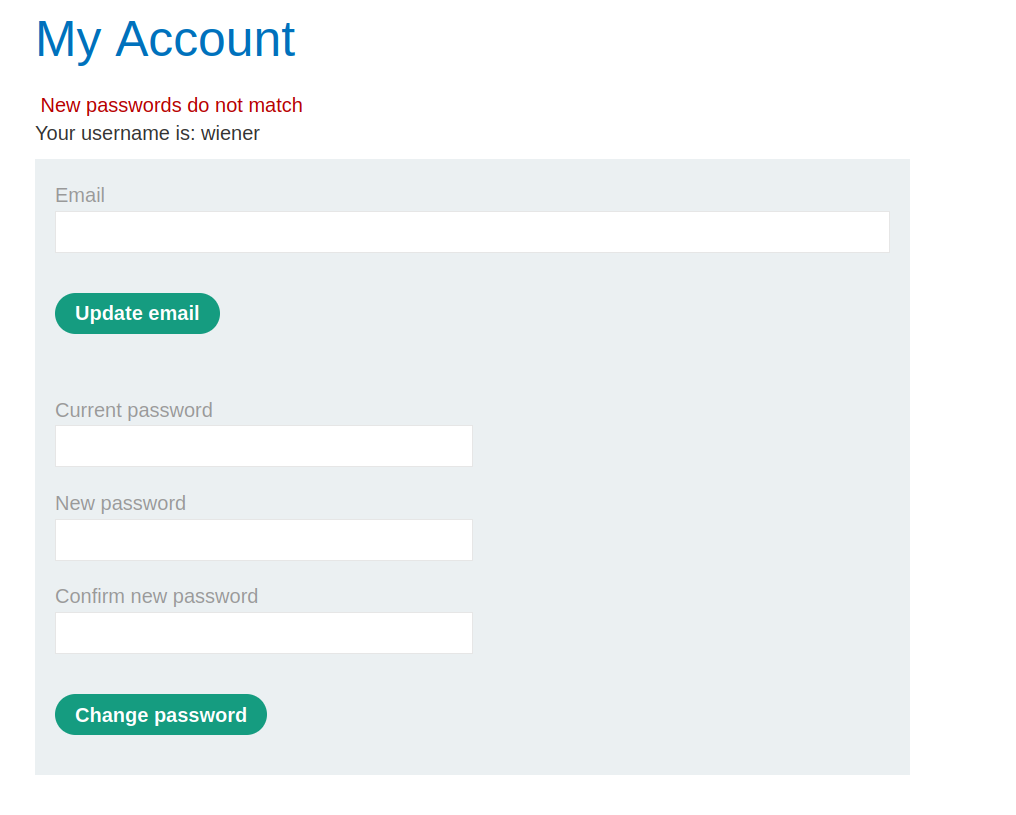 My Account
New passwords do not match
Your username is: wiener
Email
Update email
Current password
New password
Confirm new password
Change password